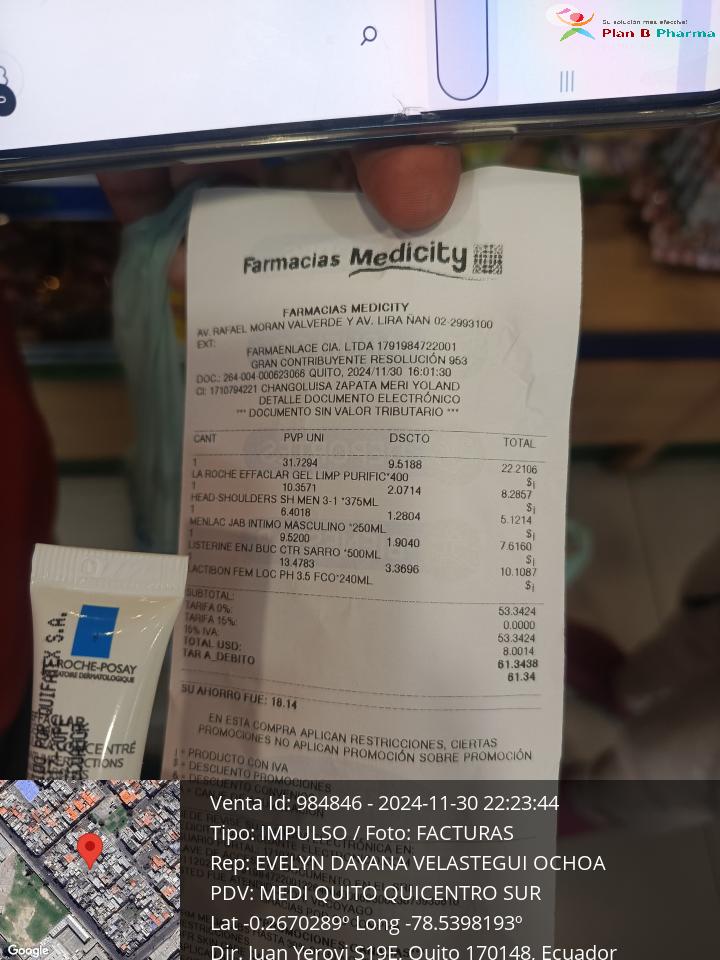 Su solución más efectiva!
Plan B Pharma
Farmacias Medicity
FARMACIAS MEDICITY
AV. RAFAEL MORAN VALVERDE Y AV. LIRA ÑAN 02-2993100
EXT:
FARMAENLACE CIA. LTDA 1791984722001
GRAN CONTRIBUYENTE RESOLUCIÓN 953
DOC.: 264-004-000623066 QUITO, 2024/11/30 16:01:30
CI: 1710794221 CHANGOLUISA ZAPATA MERI YOLAND
DETALLE DOCUMENTO ELECTRÓNICO
*** DOCUMENTO SIN VALOR TRIBUTARIO ***
CANT PVP UNI DSCTO TOTAL
1 31.7294 9.5188 22.2106
LA ROCHE EFFACLAR GEL LIMP PURIFIC*400 $¡
1 10.3571 2.0714 8.2857
HEAD-SHOULDERS SH MEN 3-1 *375ML $¡
1 6.4018 1.2804 5.1214
MENLAC JAB INTIMO MASCULINO *250ML $¡
1 9.5200 1.9040 7.6160
LISTERINE ENJ BUC CTR SARRO *500ML $¡
13.4783 3.3696 10.1087
LACTIBON FEM LOC PH 3.5 FCO*240ML $¡
SUBTOTAL: 53.3424
TARIFA 0%: 0.0000
TARIFA 15%: 53.3424
15% IVA: 8.0014
TOTAL USD: 61.3438
TAR A_DEBITO 61.34
SU AHORRO FUE: 18.14
EN ESTA COMPRA APLICAN RESTRICCIONES, CIERTAS
PROMOCIONES NO APLICAN PROMOCIÓN SOBRE PROMOCIÓN
* PRODUCTO CON IVA
* DESCUENTO PROMOCIONES
ROCHE-POSAY
LABORATOIRE DERMATOLOGIQUE
Venta Id: 984846 - 2024-11-30 22:23:44
Tipo: IMPULSO / Foto: FACTURAS
Rep: EVELYN DAYANA VELASTEGUI OCHOA
PDV: MEDI QUITO QUICENTRO SUR
Lat -0.2670289º Long -78.5398193º
Dir. Juan Yerovi S19E, Quito 170148, Ecuador
Google